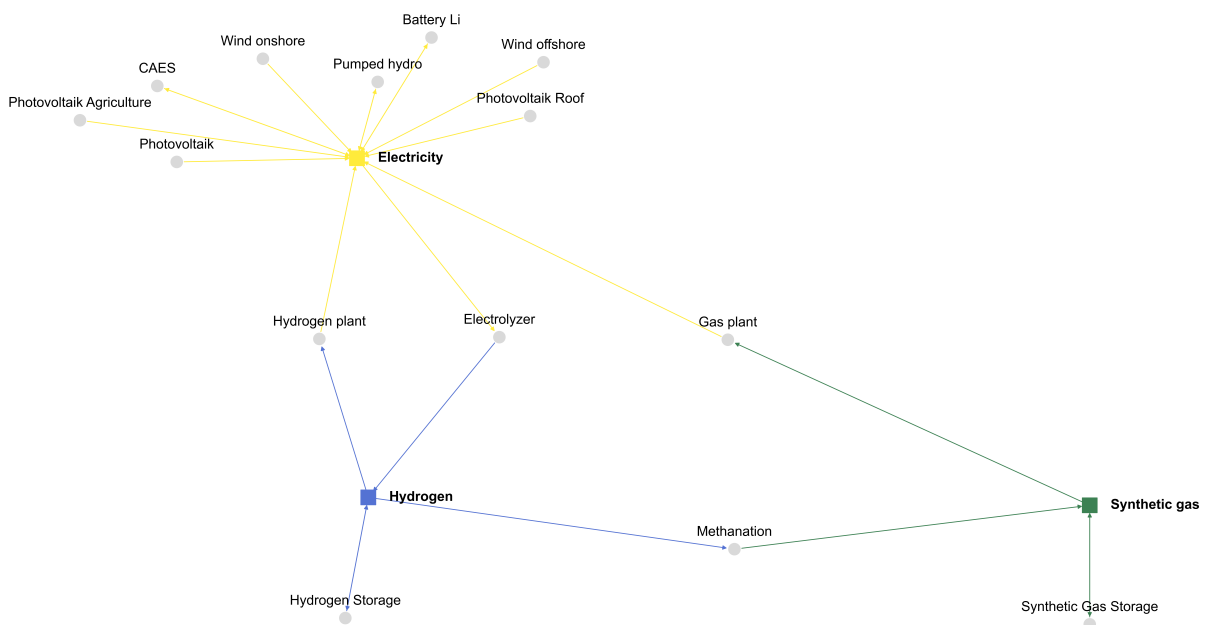 Battery Li
Wind onshore
Wind offshore
Pumped hydro
CAES
Photovoltaik Agriculture
Photovoltaik Roof
Photovoltaik
Electricity
Hydrogen plant
Electrolyzer
Gas plant
Hydrogen
Synthetic gas
Methanation
Hydrogen Storage
Synthetic Gas Storage